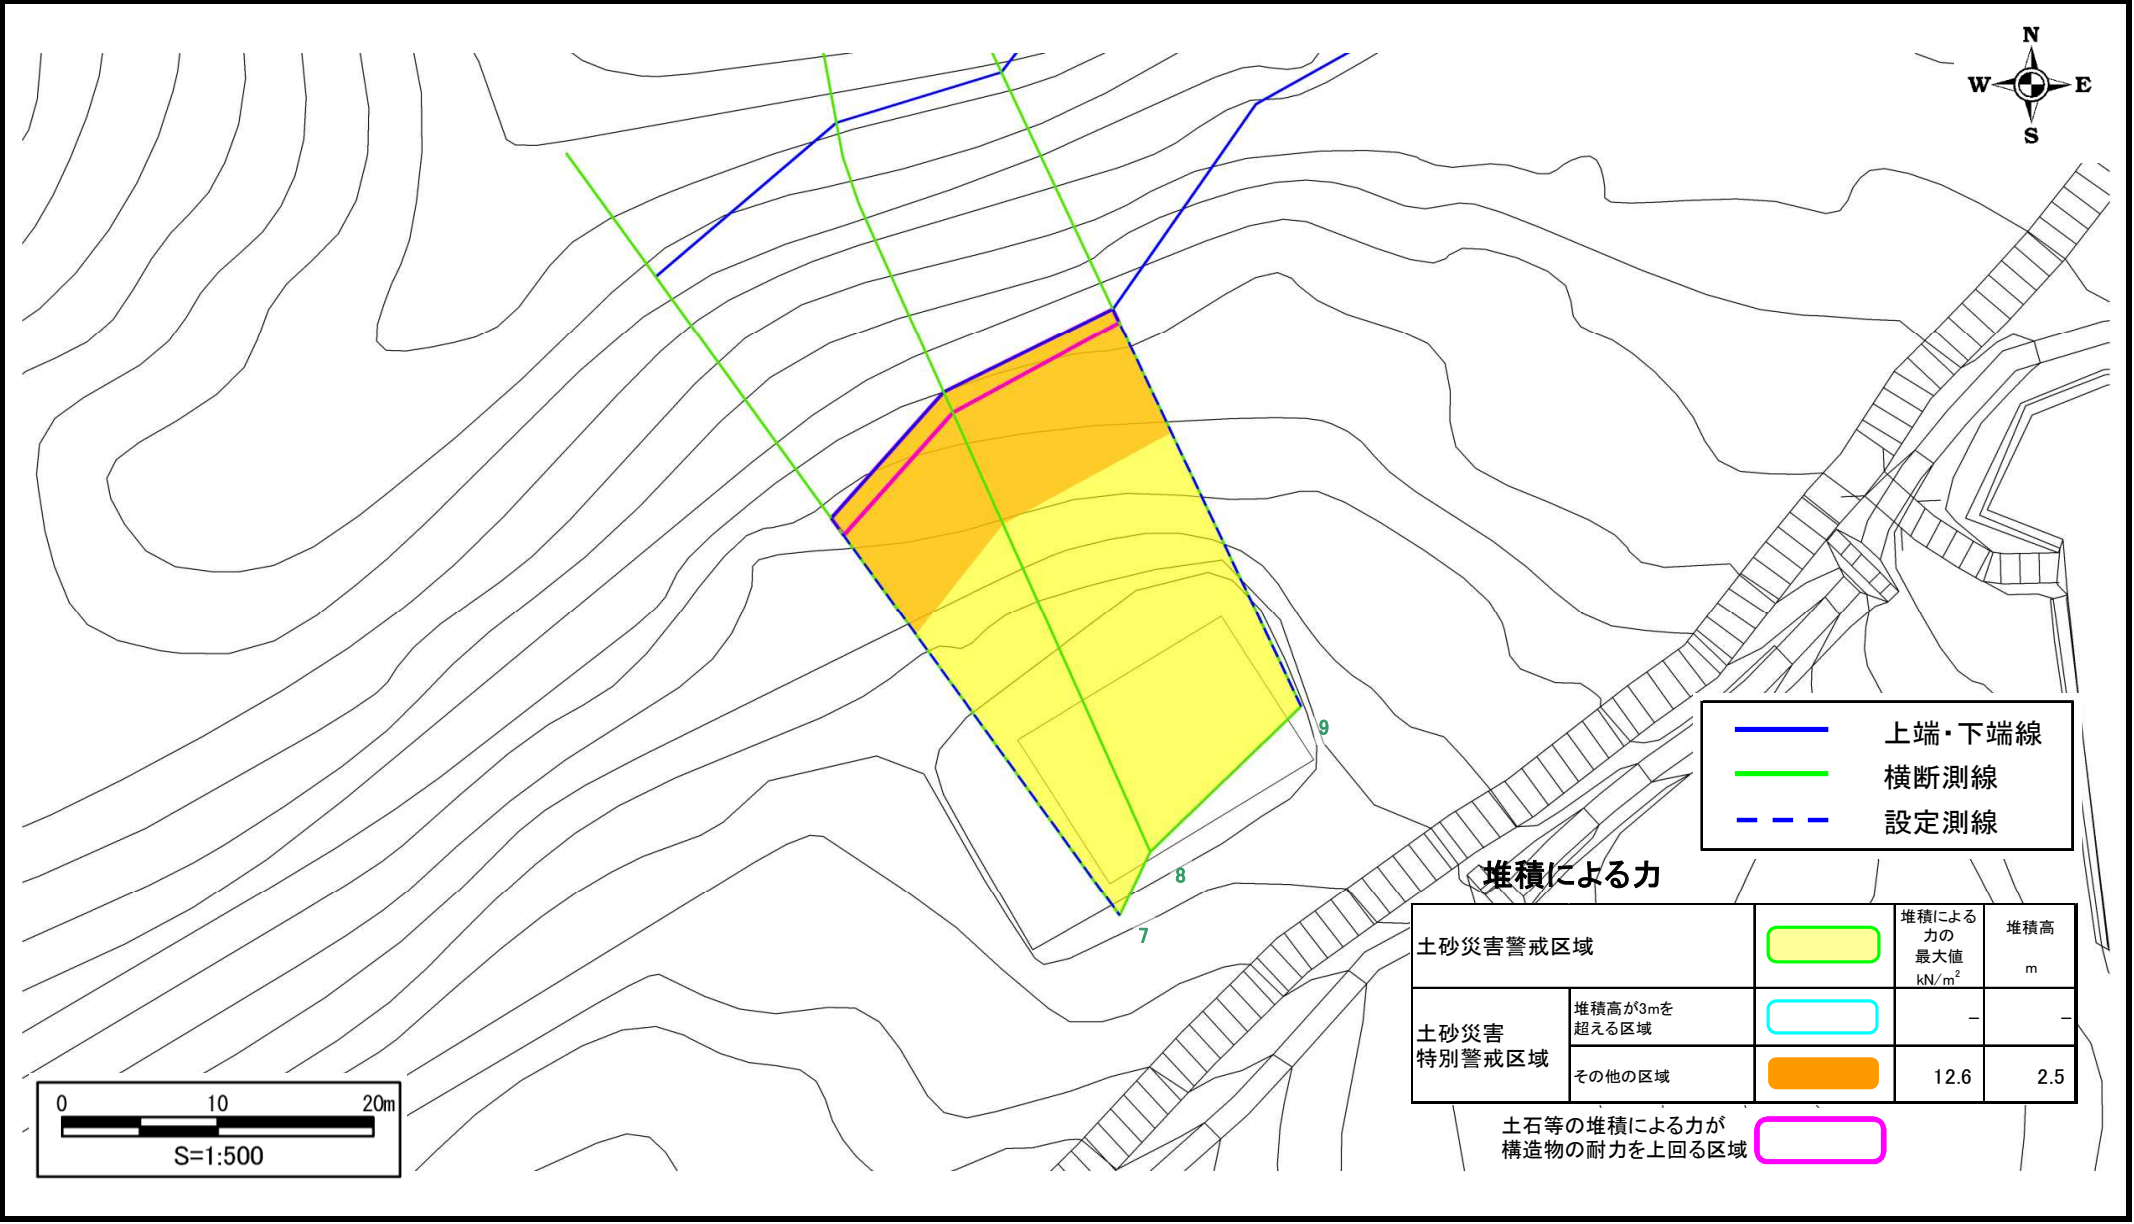 N
W E
S
9
8
7
上端・下端線
横断測線
設定測線
堆積による力
土砂災害警戒区域
堆積による
力の
最大値
kN/m²
堆積高
m
土砂災害
特別警戒区域
堆積高が3mを
超える区域
− −
その他の区域
12.6 2.5
土石等の堆積による力が
構造物の耐力を上回る区域
0 10 20m
S=1:500